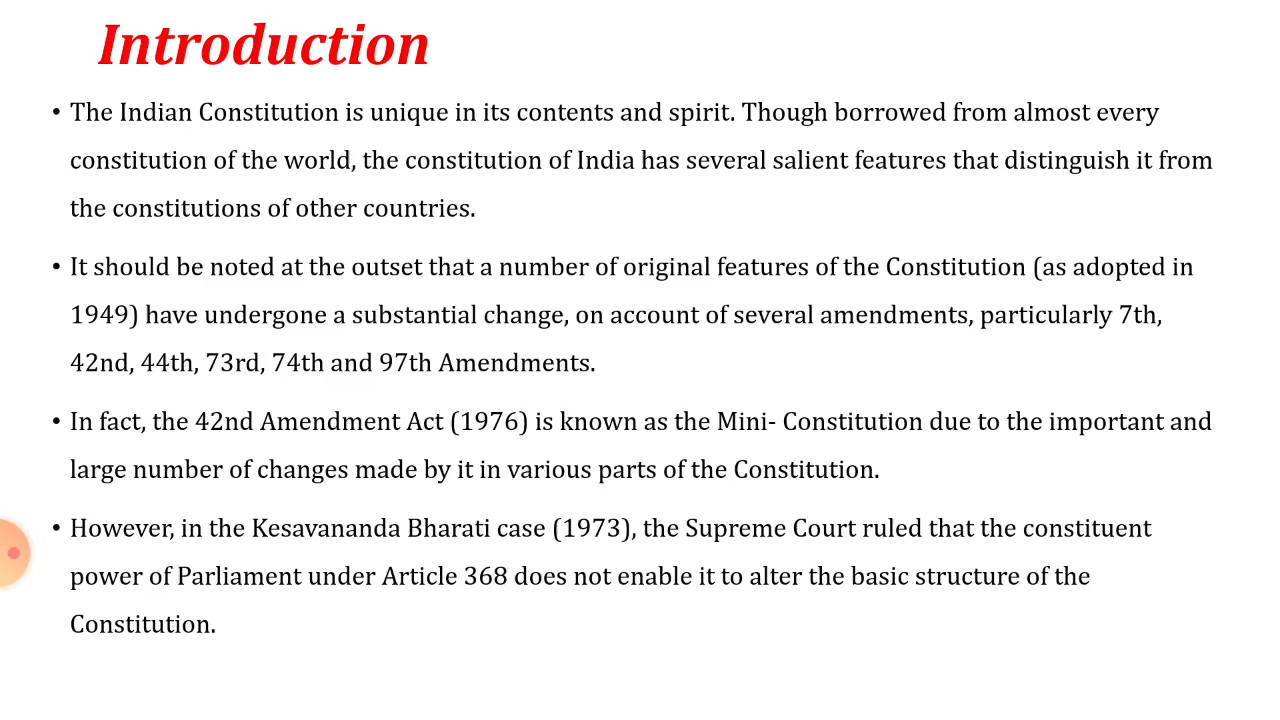 Introduction
• The Indian Constitution is unique in its contents and spirit. Though borrowed from almost every
constitution of the world, the constitution of India has several salient features that distinguish it from
the constitutions of other countries.
• It should be noted at the outset that a number of original features of the Constitution (as adopted in
1949) have undergone a substantial change, on account of several amendments, particularly 7th,
42nd, 44th, 73rd, 74th and 97th Amendments.
• In fact, the 42nd Amendment Act (1976) is known as the Mini- Constitution due to the important and
large number of changes made by it in various parts of the Constitution.
• However, in the Kesavananda Bharati case (1973), the Supreme Court ruled that the constituent
power of Parliament under Article 368 does not enable it to alter the basic structure of the
Constitution.